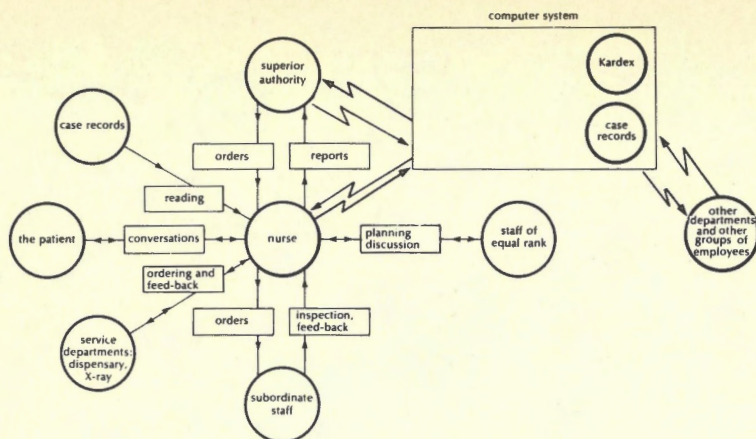 computer system
superior
authority
Kardex
case records
case
records
orders
reports
reading
other
departments
and other
groups of
employees
the patient
conversations
nurse
planning
discussion
staff of
equal rank
ordering and
feed-back
orders
inspection,
feed-back
service
departments:
dispensary,
X-ray
subordinate
staff